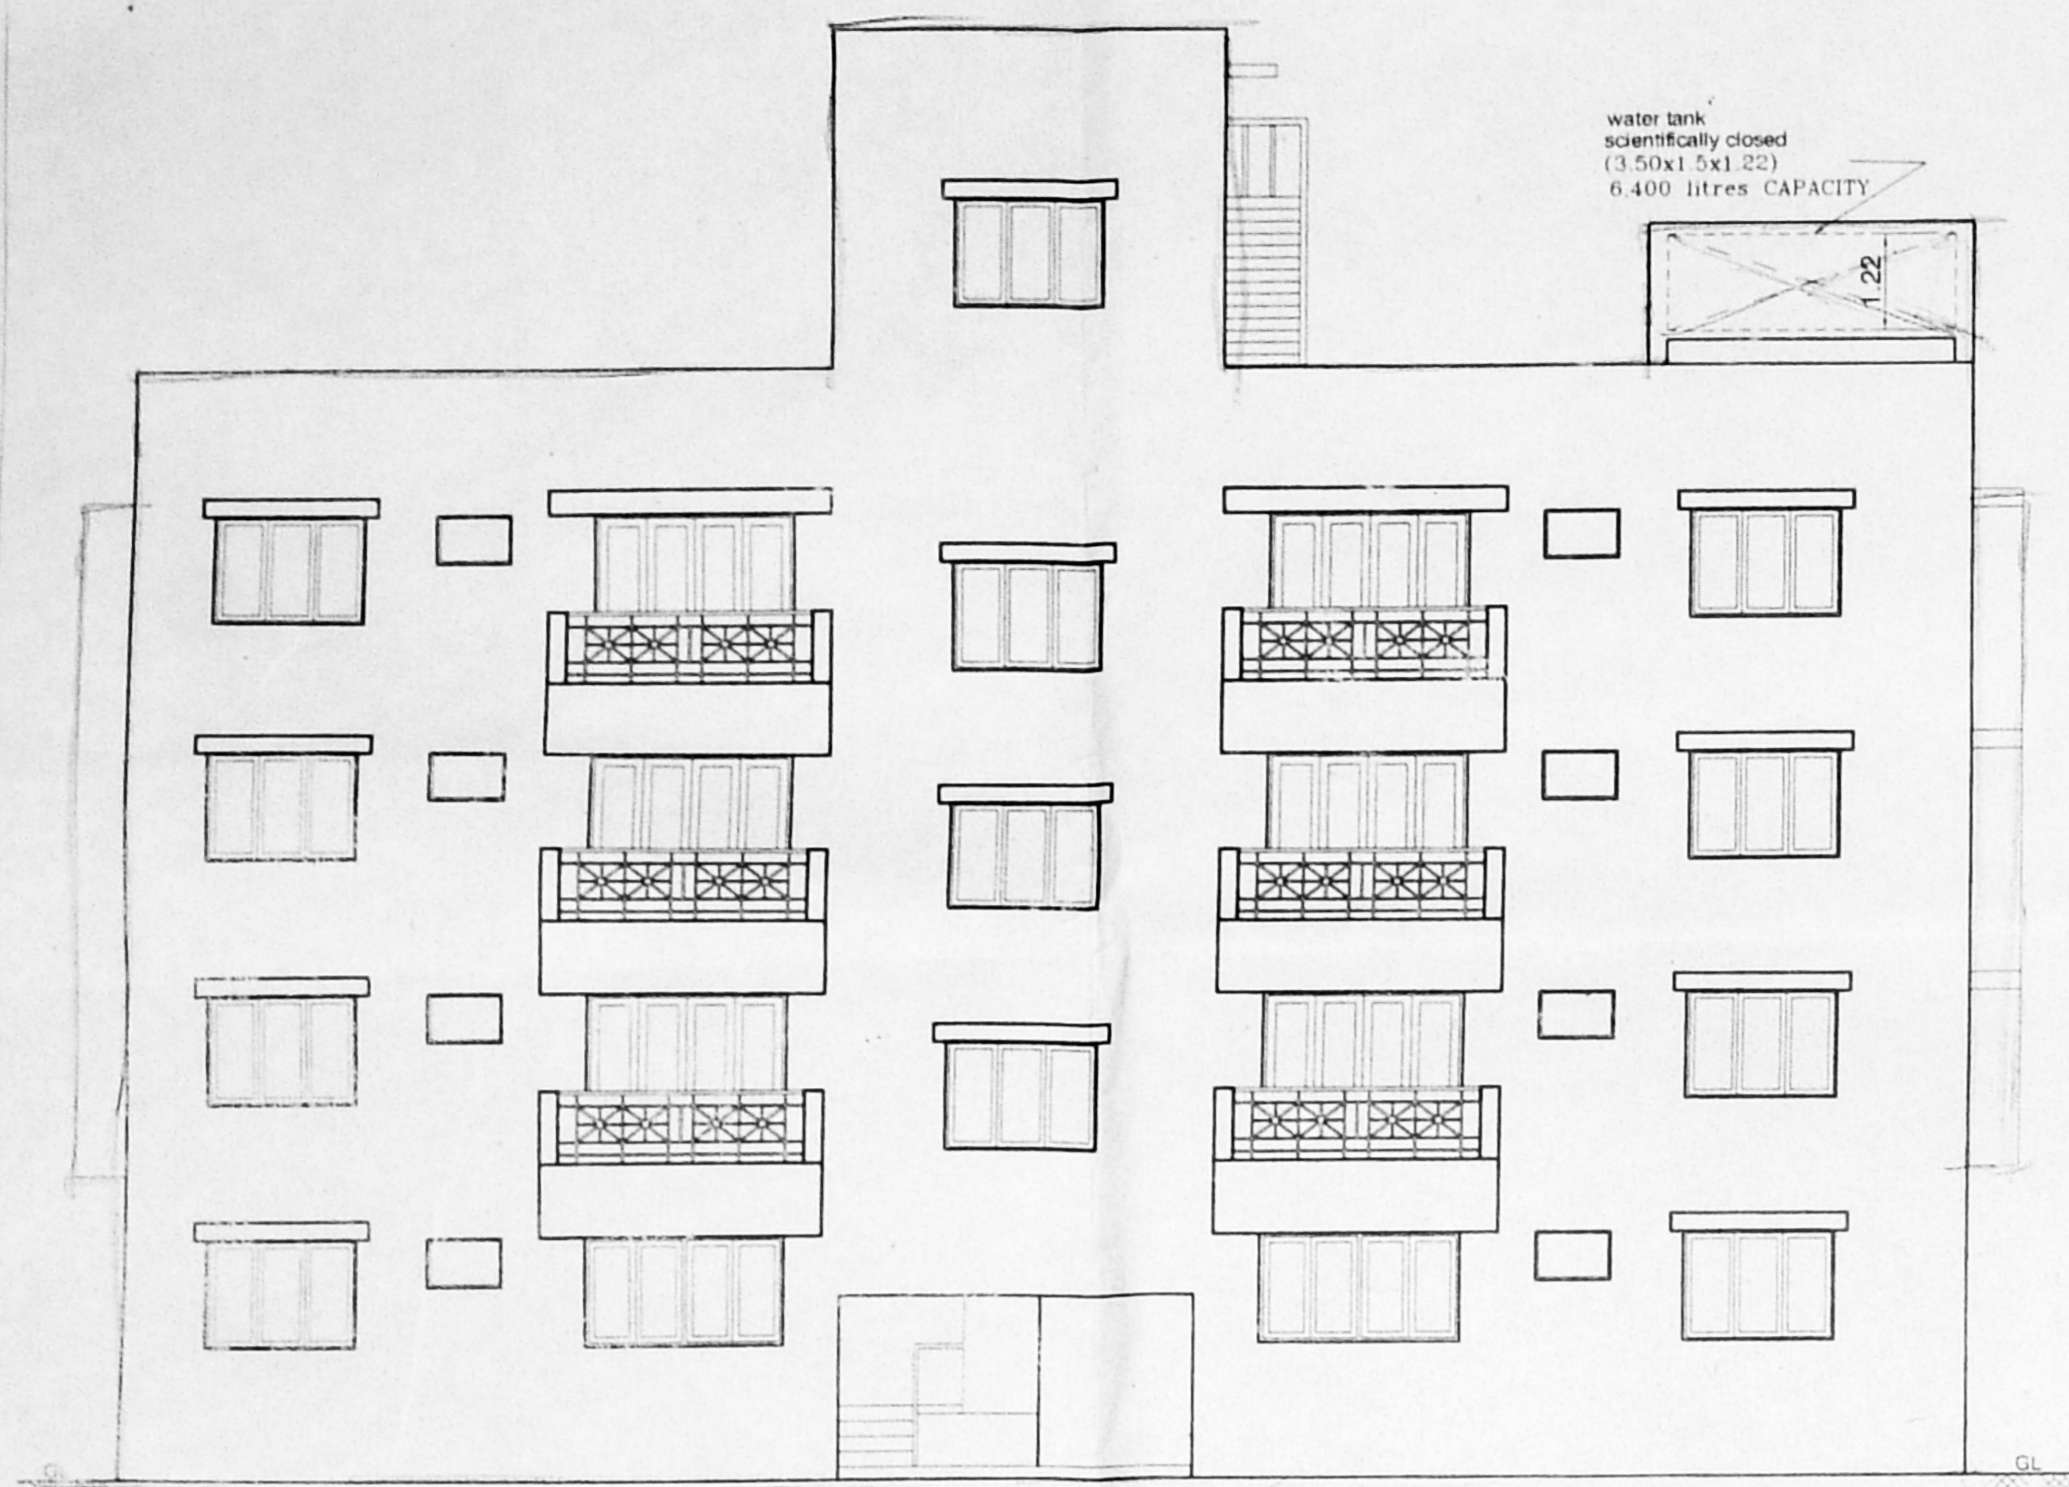 water tank
scientifically closed
(3.50x1.5x1.22)
6,400 litres CAPACITY
1.22
GL
GL